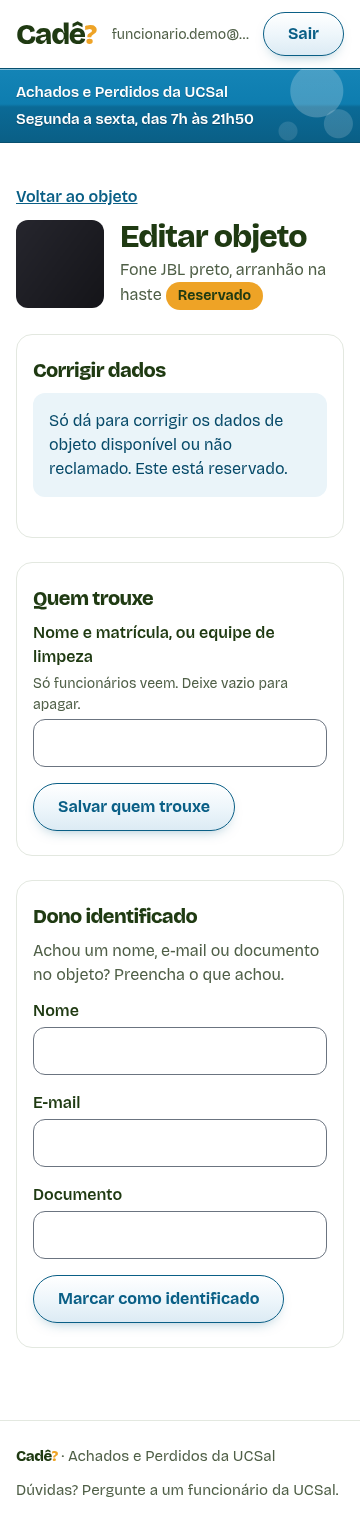 Cadê?
funcionario.demo@...
Sair
Achados e Perdidos da UCSal
Segunda a sexta, das 7h às 21h50
Voltar ao objeto
Editar objeto
Fone JBL preto, arranhão na
haste Reservado
Corrigir dados
Só dá para corrigir os dados de
objeto disponível ou não
reclamado. Este está reservado.
Quem trouxe
Nome e matrícula, ou equipe de
limpeza
Só funcionários veem. Deixe vazio para
apagar.
Salvar quem trouxe
Dono identificado
Achou um nome, e-mail ou documento
no objeto? Preencha o que achou.
Nome
E-mail
Documento
Marcar como identificado
Cadê? · Achados e Perdidos da UCSal
Dúvidas? Pergunte a um funcionário da UCSal.